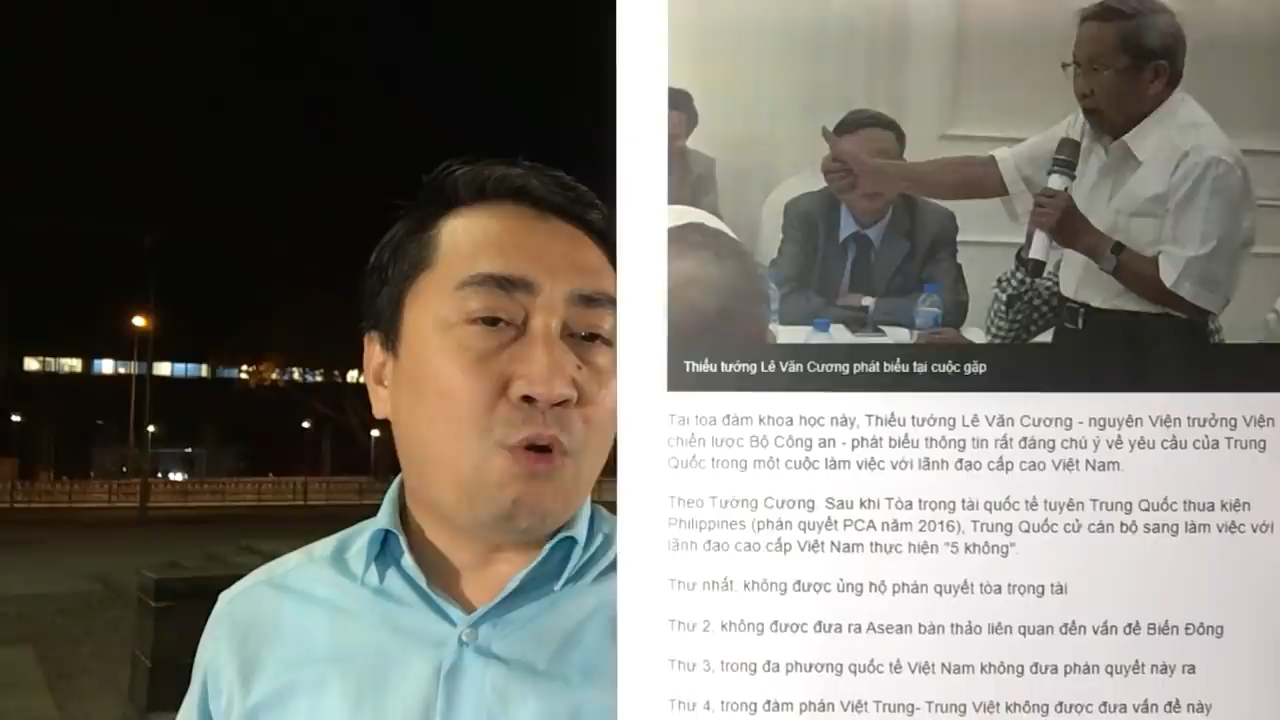 Thiếu tướng Lê Văn Cương phát biểu tại cuộc gặp
Tại tọa đàm khoa học này, Thiếu tướng Lê Văn Cương - nguyên Viện trưởng Viện
chiến lược Bộ Công an - phát biểu thông tin rất đáng chú ý về yêu cầu của Trung
Quốc trong một cuộc làm việc với lãnh đạo cấp cao Việt Nam.
Theo Tướng Cương. Sau khi Tòa trọng tài quốc tế tuyên Trung Quốc thua kiện
Philippines (phán quyết PCA năm 2016), Trung Quốc cử cán bộ sang làm việc với
lãnh đạo cao cấp Việt Nam thực hiện "5 không".
Thứ nhất. không được ủng hộ phán quyết tòa trọng tài
Thứ 2. không được đưa ra Asean bàn thảo liên quan đến vấn đề Biển Đông
Thứ 3, trong đa phương quốc tế Việt Nam không đưa phán quyết này ra
Thứ 4, trong đàm phán Việt Trung- Trung Việt không được đưa vấn đề này